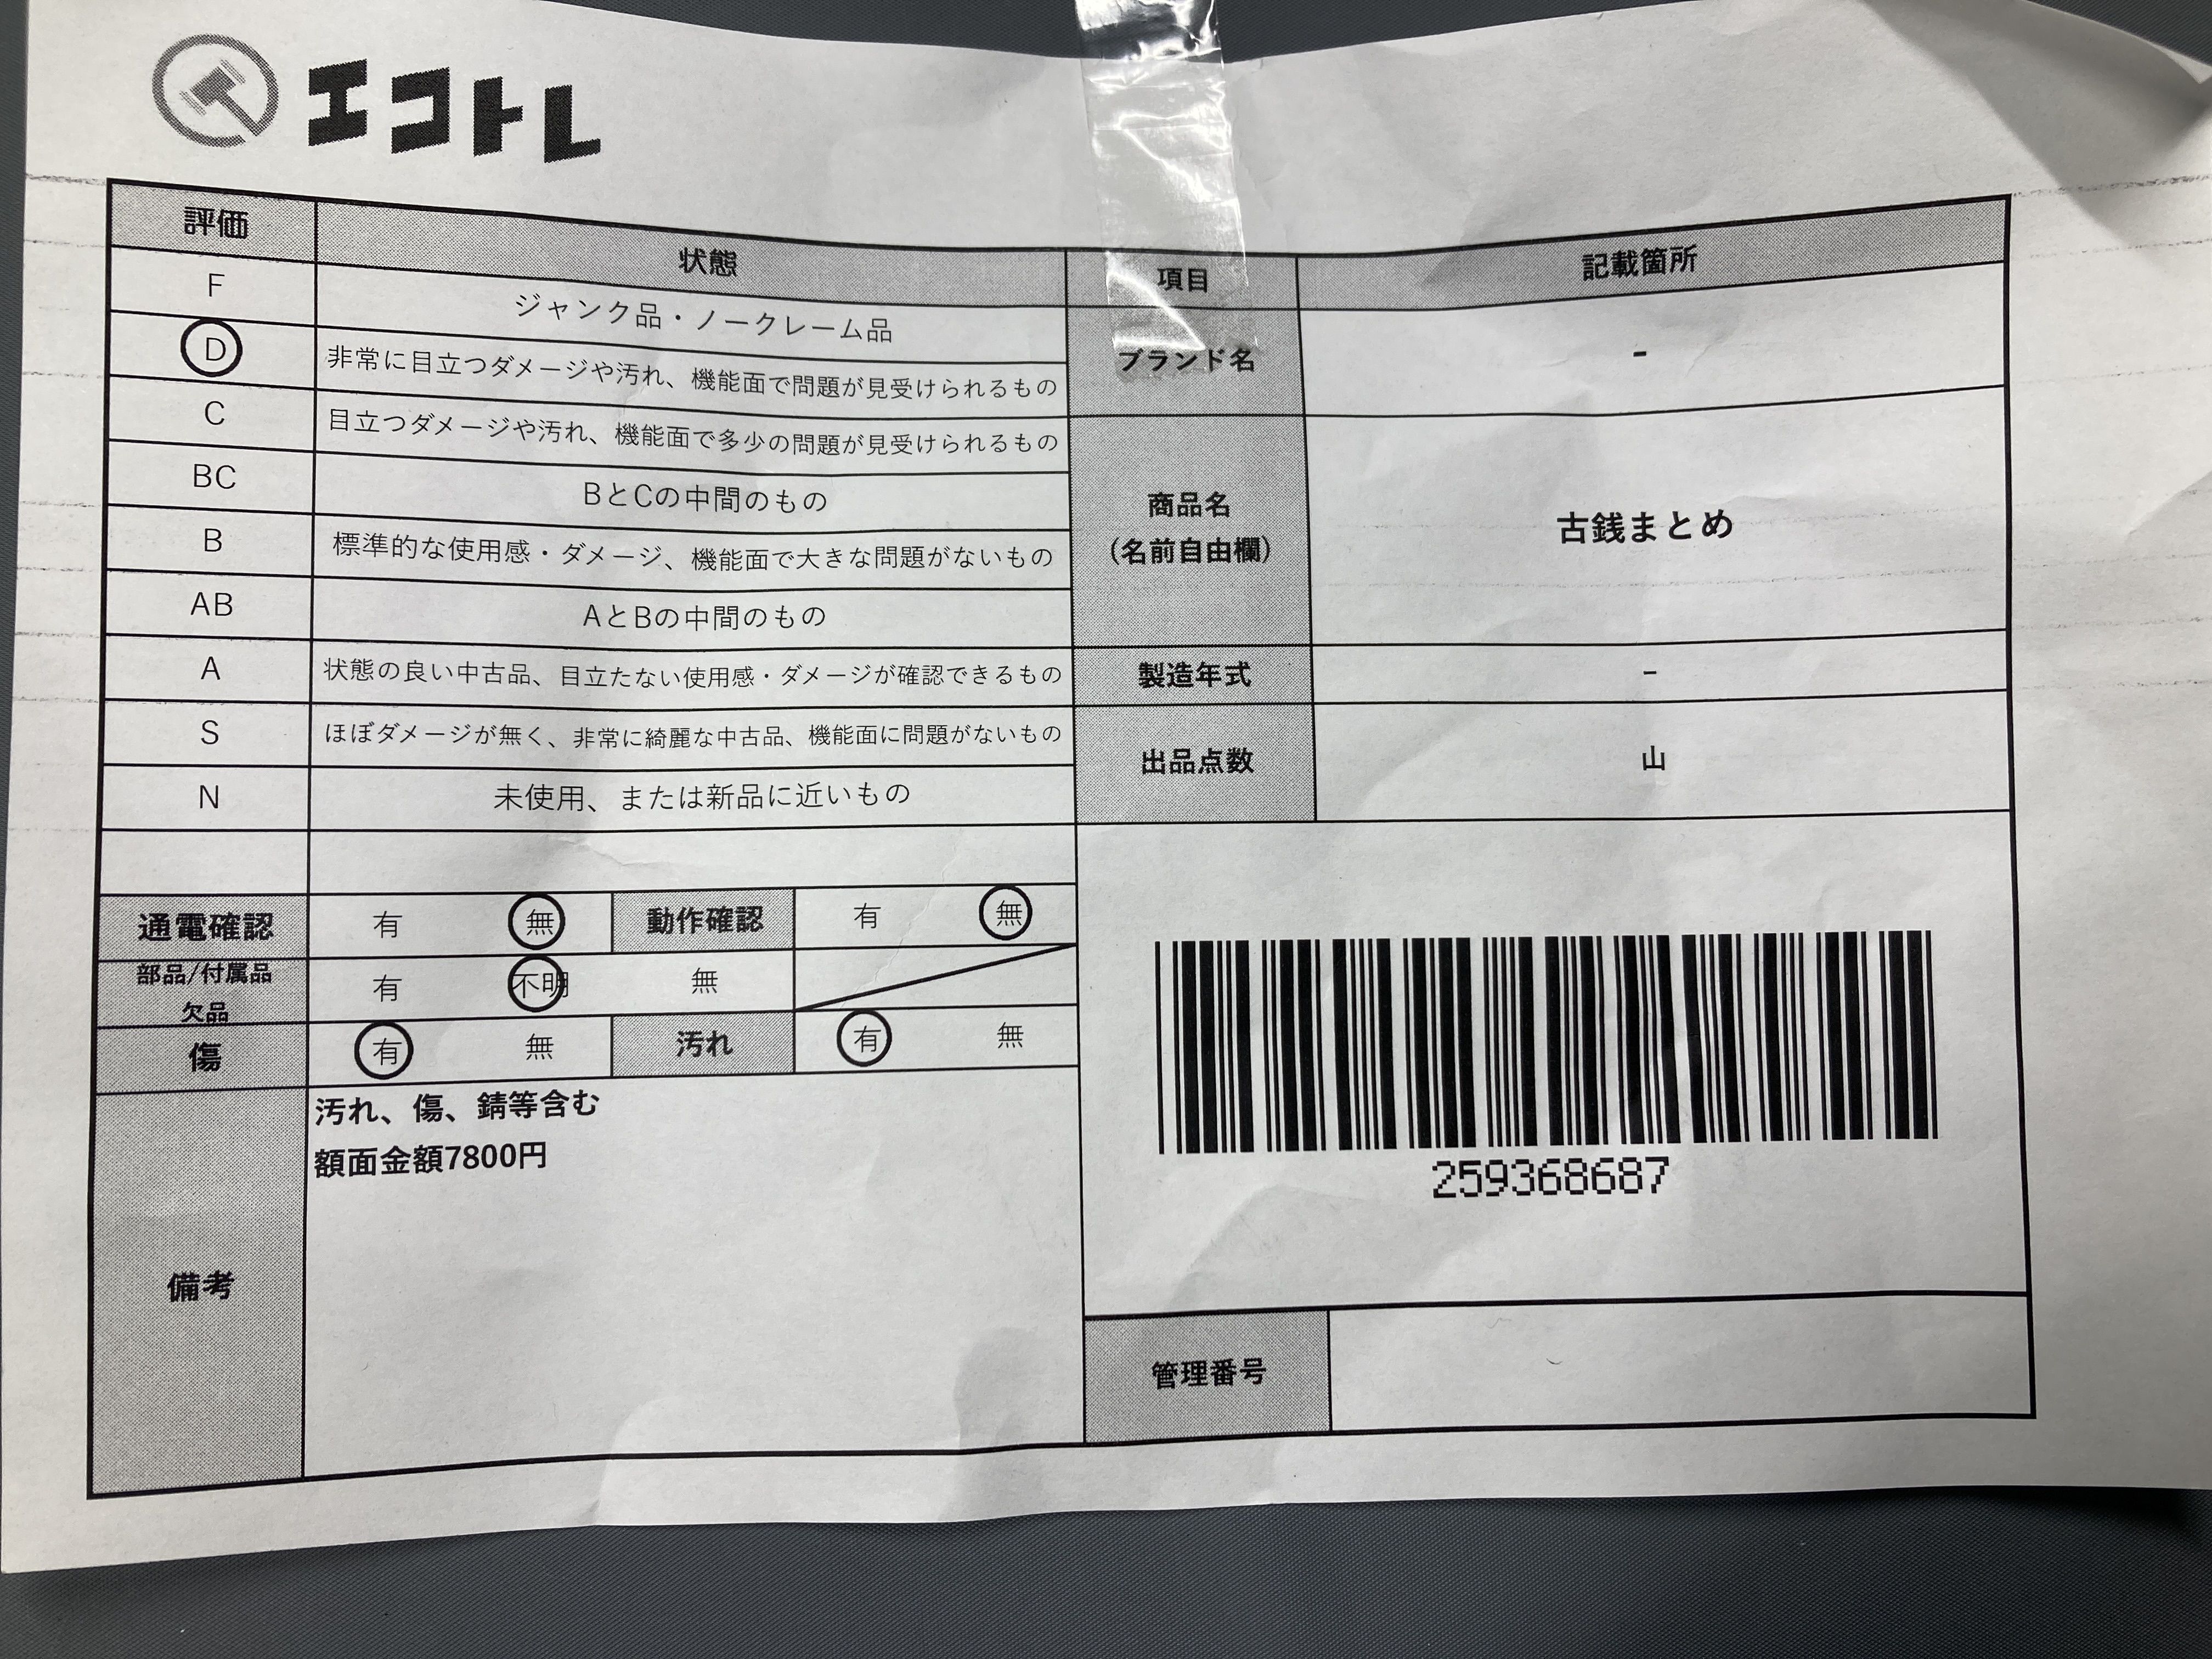 エコトレ
評価 状態
F ジャンク品・ノークレーム品
D 非常に目立つダメージや汚れ、機能面で問題が見受けられるもの
C 目立つダメージや汚れ、機能面で多少の問題が見受けられるもの
BC BとCの中間のもの
B 標準的な使用感・ダメージ、機能面で大きな問題がないもの
AB AとBの中間のもの
A 状態の良い中古品、目立たない使用感・ダメージが確認できるもの
S ほぼダメージが無く、非常に綺麗な中古品、機能面に問題がないもの
N 未使用、または新品に近いもの
通電確認 有 無 動作確認 有 無
部品/付属品
欠品
有 不明 無
傷 有 無 汚れ 有 無
備考
汚れ、傷、錆等含む
額面金額7800円
項目 記載箇所
ブランド名 -
商品名
(名前自由欄)
古銭まとめ
製造年式 -
出品点数 山
259368687
管理番号